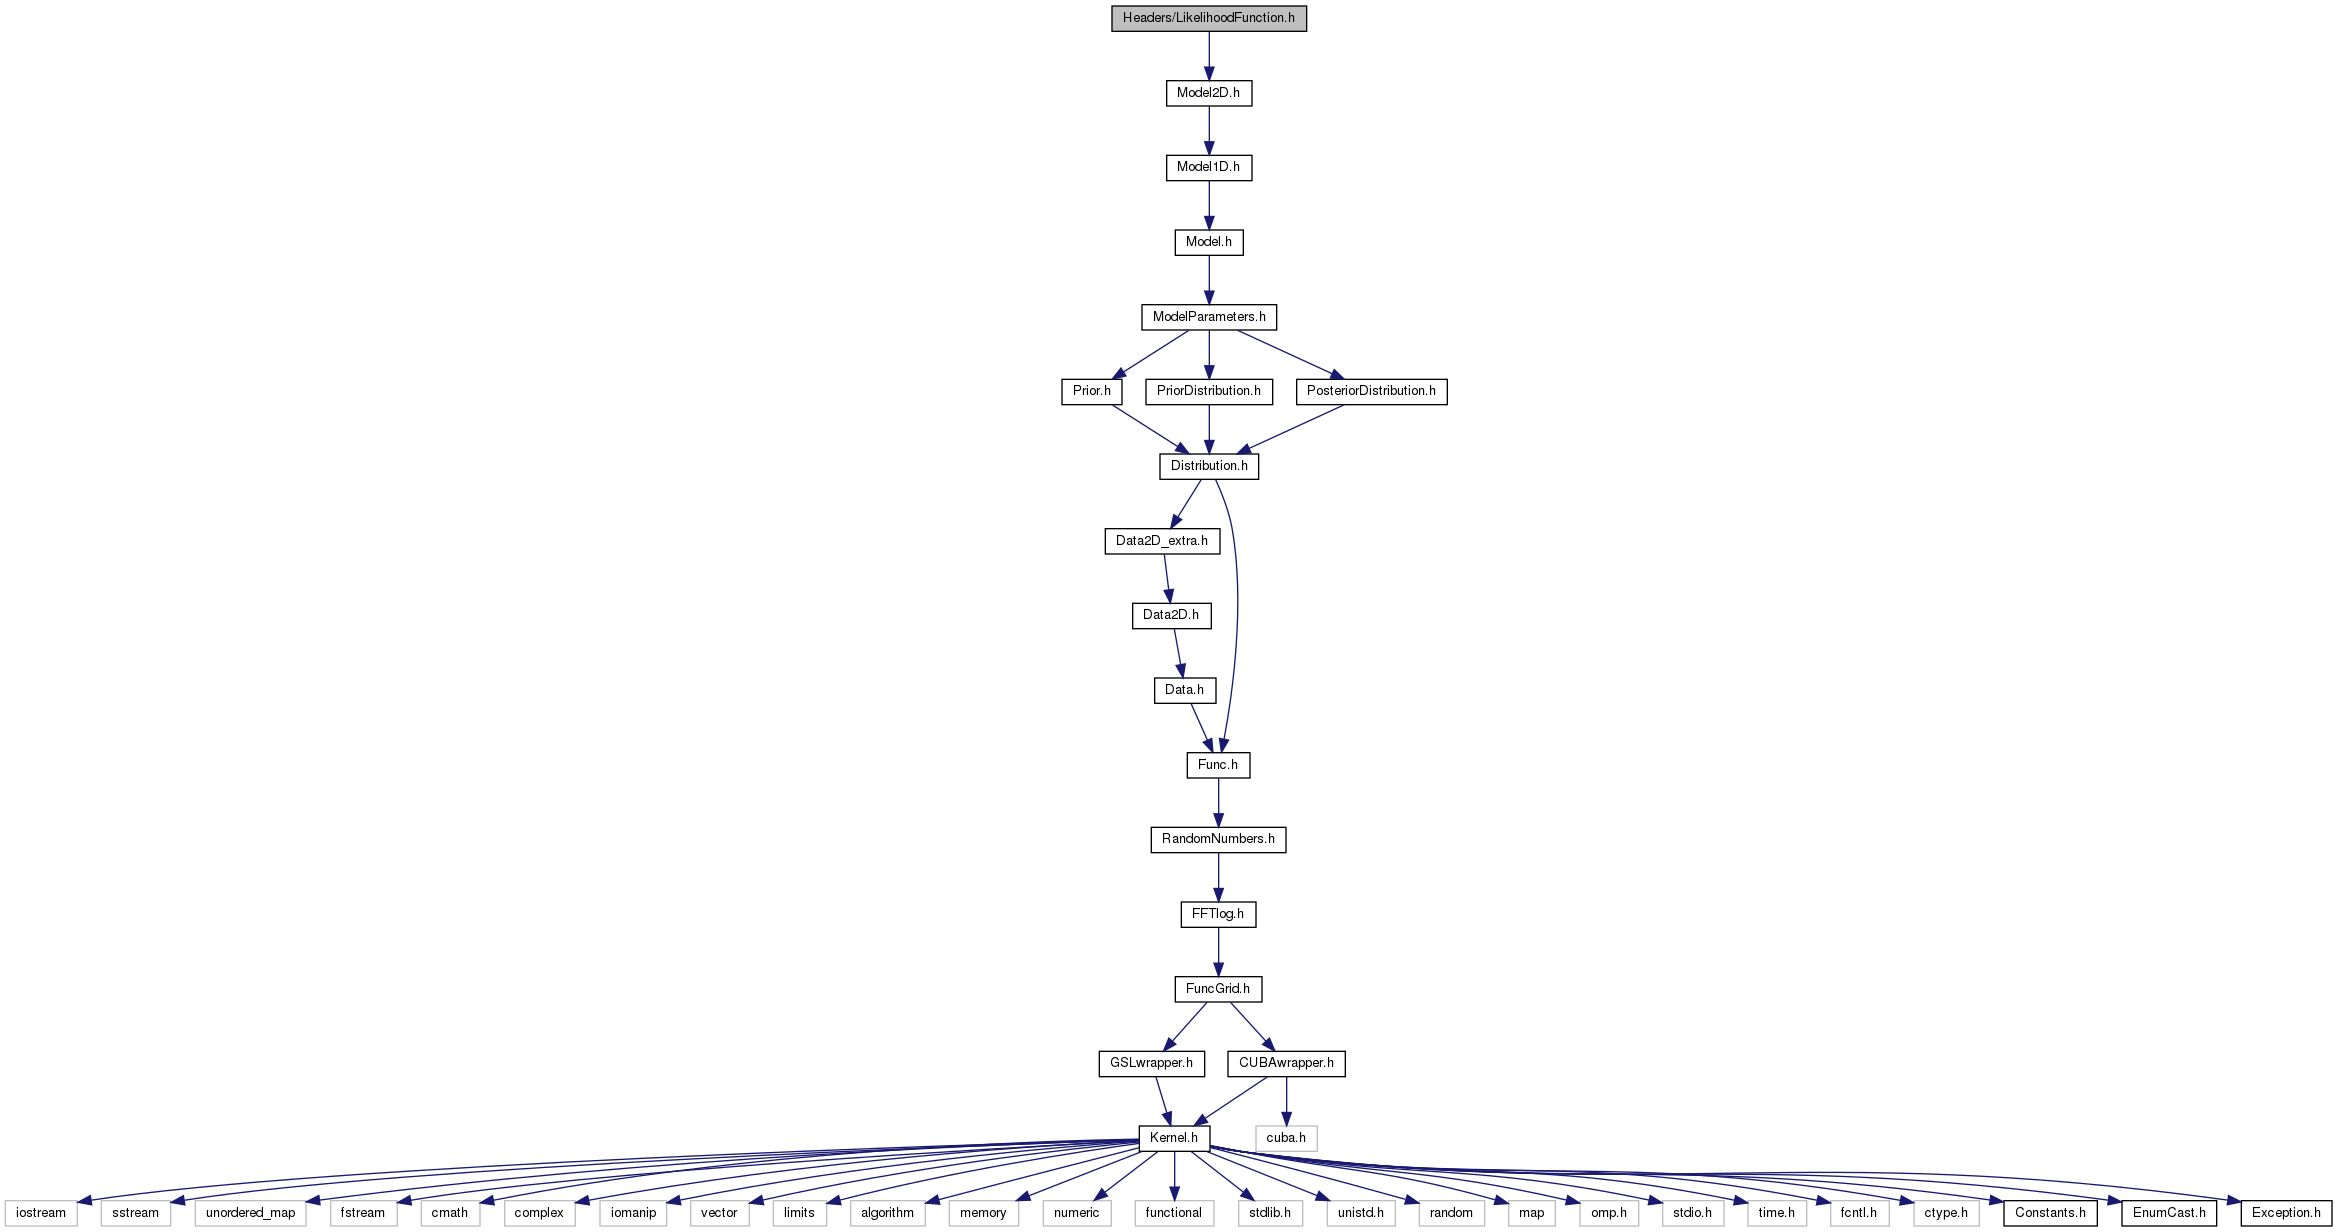 Headers/LikelihoodFunction.h
Model2D.h
Model1D.h
Model.h
ModelParameters.h
Prior.h
PriorDistribution.h
PosteriorDistribution.h
Distribution.h
Data2D_extra.h
Data2D.h
Data.h
Func.h
RandomNumbers.h
FFTlog.h
FuncGrid.h
GSLwrapper.h
CUBAwrapper.h
Kernel.h
cuba.h
iostream
sstream
unordered_map
fstream
cmath
complex
iomanip
vector
limits
algorithm
memory
numeric
functional
stdlib.h
unistd.h
random
map
omp.h
stdio.h
time.h
fcntl.h
ctype.h
Constants.h
EnumCast.h
Exception.h